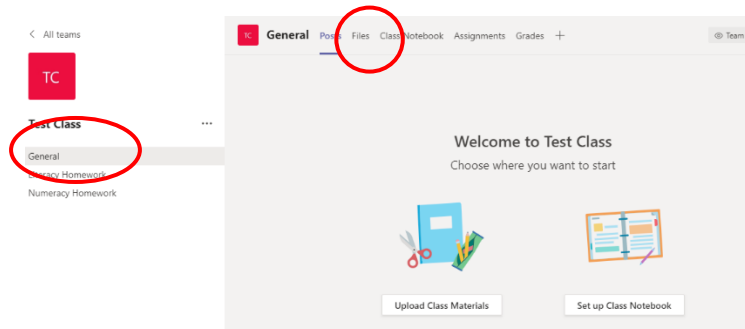 All teams
TC
Test Class
...
General
Literacy Homework
Numeracy Homework
TC General Posts Files Class Notebook Assignments Grades +
Team
Welcome to Test Class
Choose where you want to start
Upload Class Materials
Set up Class Notebook